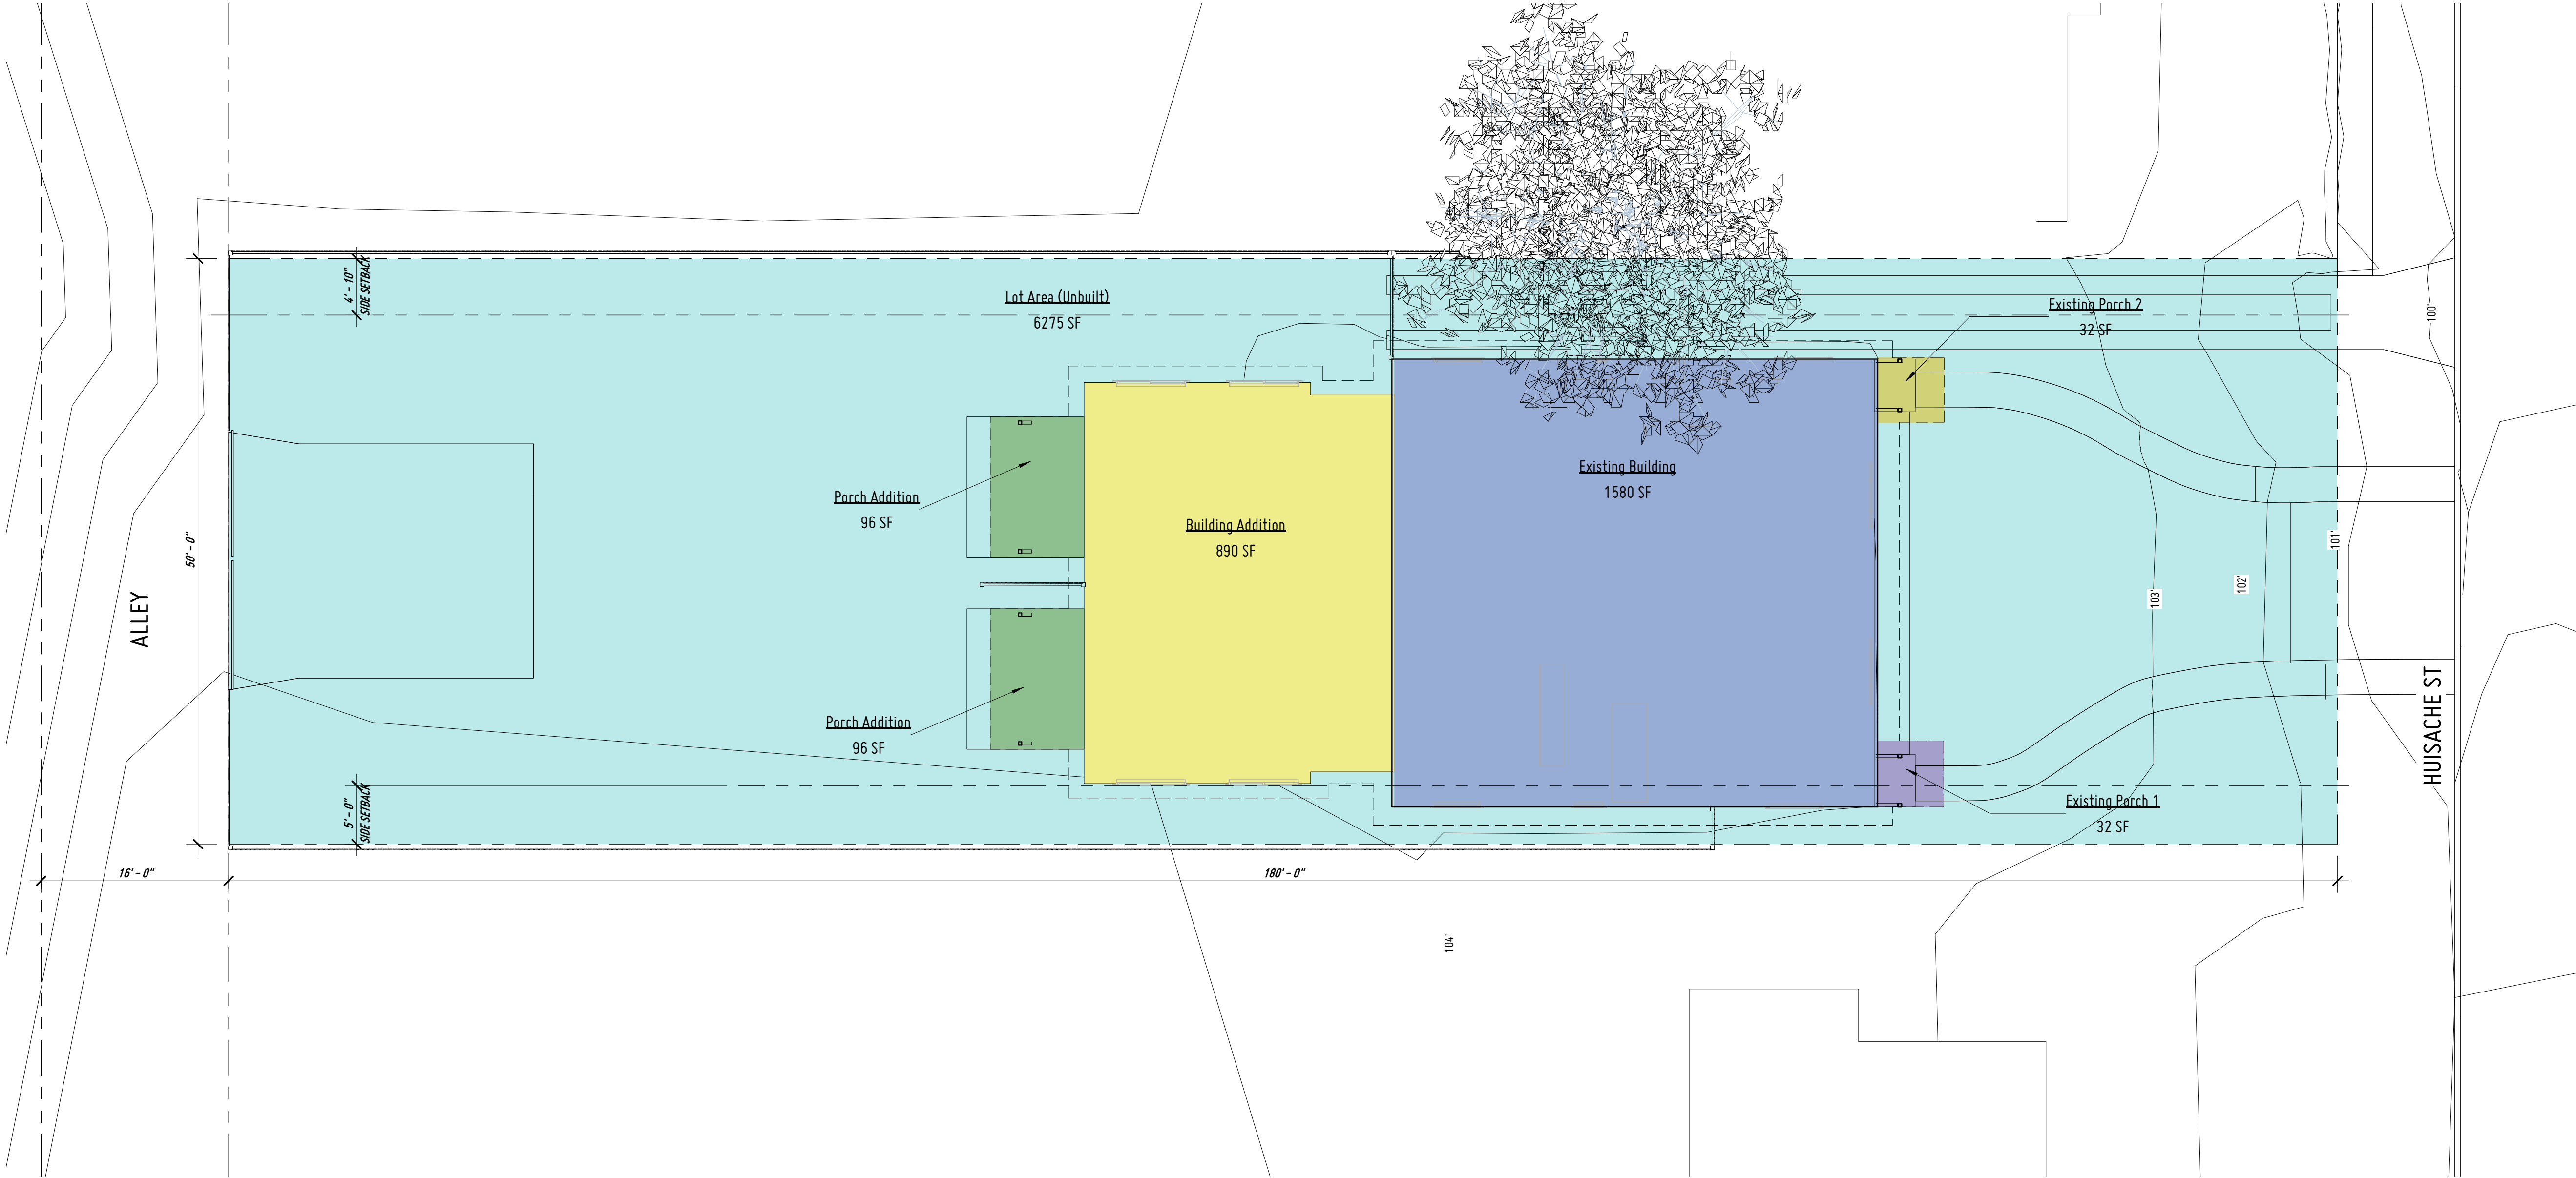 4' - 10"
SIDE SETBACK
Lot Area (Unbuilt)
6275 SF
Existing Porch 2
32 SF
100'
Existing Building
1580 SF
Porch Addition
96 SF
Building Addition
890 SF
50' - 0"
ALLEY
101'
102'
103'
Porch Addition
96 SF
HUISACHE ST
5' - 0"
SIDE SETBACK
Existing Porch 1
32 SF
16' - 0"
180' - 0"
104'